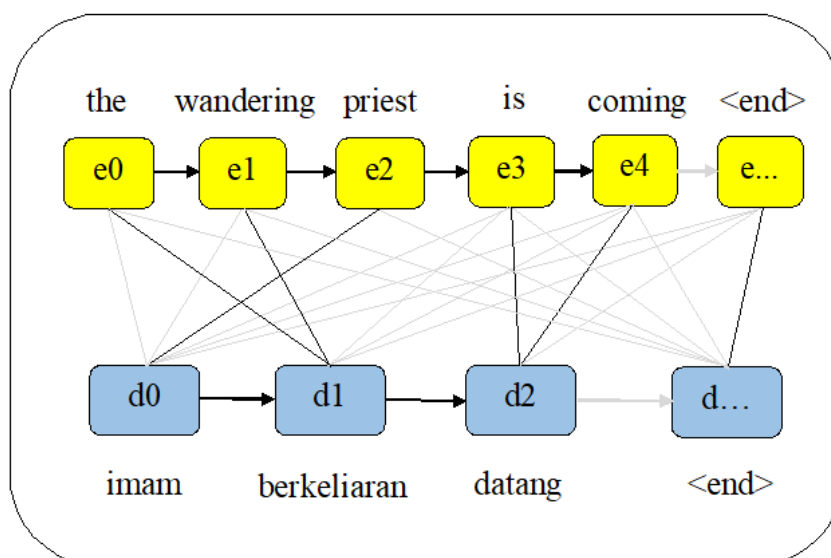 the wandering priest is coming <end>
e0 e1 e2 e3 e4 e...
d0 d1 d2 d...
imam berkeliaran datang <end>